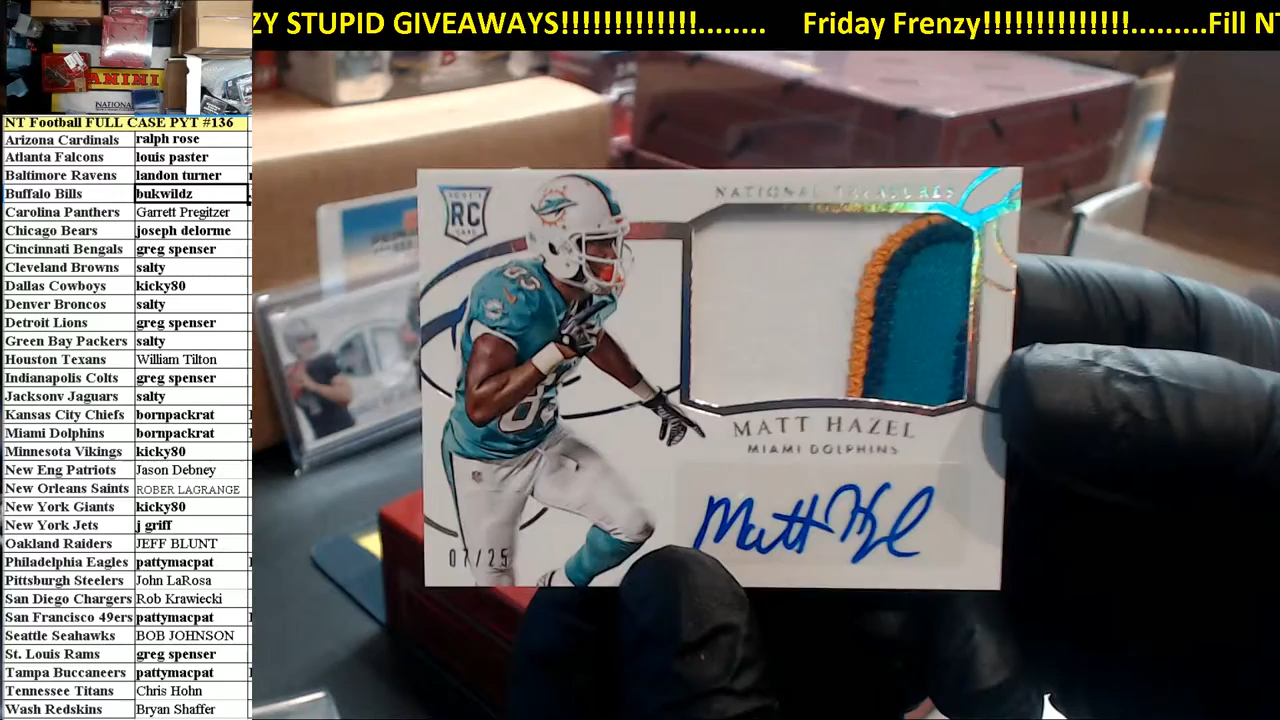 ZY STUPID GIVEAWAYS!!!!!!!!!!!!!........ Friday Frenzy!!!!!!!!!!!!!.........Fill NT
PANINI
NATIONAL
NT Football FULL CASE PYT #136
Arizona Cardinals ralph rose
Atlanta Falcons louis paster
Baltimore Ravens landon turner
Buffalo Bills bukwildz
Carolina Panthers Garrett Pregitzer
Chicago Bears joseph delorme
Cincinnati Bengals greg spenser
Cleveland Browns salty
Dallas Cowboys kicky80
Denver Broncos salty
Detroit Lions greg spenser
Green Bay Packers salty
Houston Texans William Tilton
Indianapolis Colts greg spenser
Jacksonv Jaguars salty
Kansas City Chiefs bornpackrat
Miami Dolphins bornpackrat
Minnesota Vikings kicky80
New Eng Patriots Jason Debney
New Orleans Saints ROBER LAGRANGE
New York Giants kicky80
New York Jets j griff
Oakland Raiders JEFF BLUNT
Philadelphia Eagles pattymacpat
Pittsburgh Steelers John LaRosa
San Diego Chargers Rob Krawiecki
San Francisco 49ers pattymacpat
Seattle Seahawks BOB JOHNSON
St. Louis Rams greg spenser
Tampa Buccaneers pattymacpat
Tennessee Titans Chris Hohn
Wash Redskins Bryan Shaffer
RC
NATIONAL TREASURES
83
MATT HAZEL
MIAMI DOLPHINS
Matt Hazel
07/25